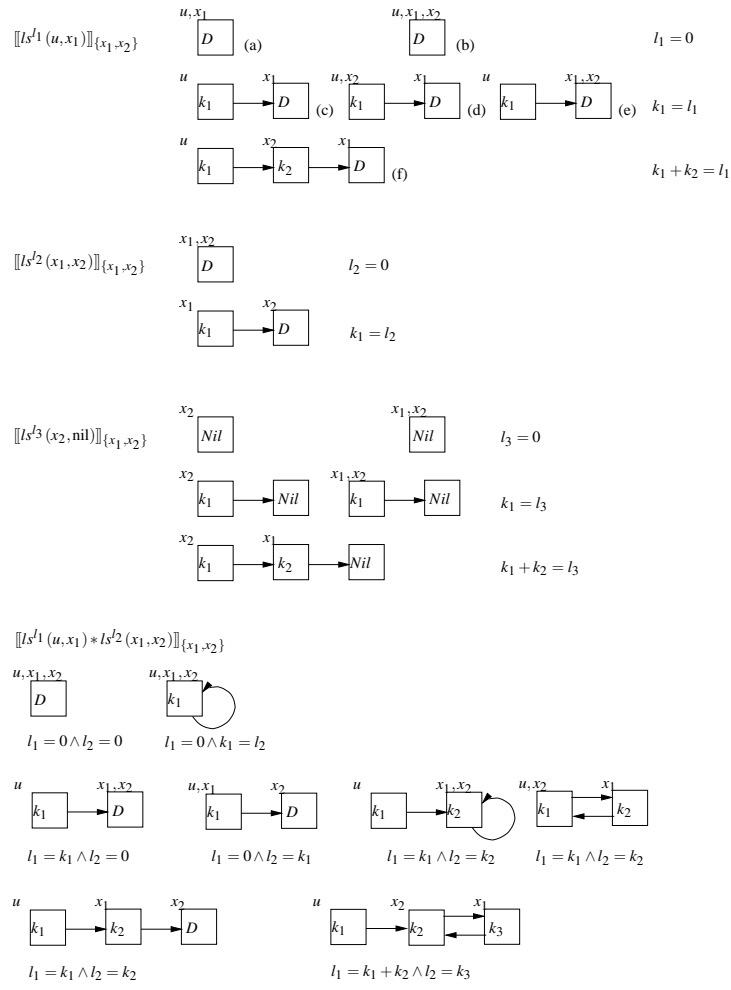 u,x₁ u,x₁,x₂
⟦ls^{l₁}(u,x₁)⟧_{x₁,x₂} D (a) D (b) l₁ = 0
u x₁ u,x₂ x₁ u x₁,x₂
k₁ D (c) k₁ D (d) k₁ D (e) k₁ = l₁
u x₂ x₁
k₁ k₂ D (f) k₁ + k₂ = l₁
x₁,x₂
⟦ls^{l₂}(x₁,x₂)⟧_{x₁,x₂} D l₂ = 0
x₁ x₂
k₁ D k₁ = l₂
x₂ x₁,x₂
⟦ls^{l₃}(x₂,nil)⟧_{x₁,x₂} Nil Nil l₃ = 0
x₂ x₁,x₂
k₁ Nil k₁ Nil k₁ = l₃
x₂ x₁
k₁ k₂ Nil k₁ + k₂ = l₃
⟦ls^{l₁}(u,x₁) ∗ ls^{l₂}(x₁,x₂)⟧_{x₁,x₂}
u,x₁,x₂ u,x₁,x₂
D k₁
l₁ = 0 ∧ l₂ = 0 l₁ = 0 ∧ k₁ = l₂
u x₁,x₂ u,x₁ x₂ u x₁,x₂ u,x₂ x₁
k₁ D k₁ D k₁ k₂ k₁ k₂
l₁ = k₁ ∧ l₂ = 0 l₁ = 0 ∧ l₂ = k₁ l₁ = k₁ ∧ l₂ = k₂ l₁ = k₁ ∧ l₂ = k₂
u x₁ x₂ u x₂ x₁
k₁ k₂ D k₁ k₂ k₃
l₁ = k₁ ∧ l₂ = k₂ l₁ = k₁ + k₂ ∧ l₂ = k₃